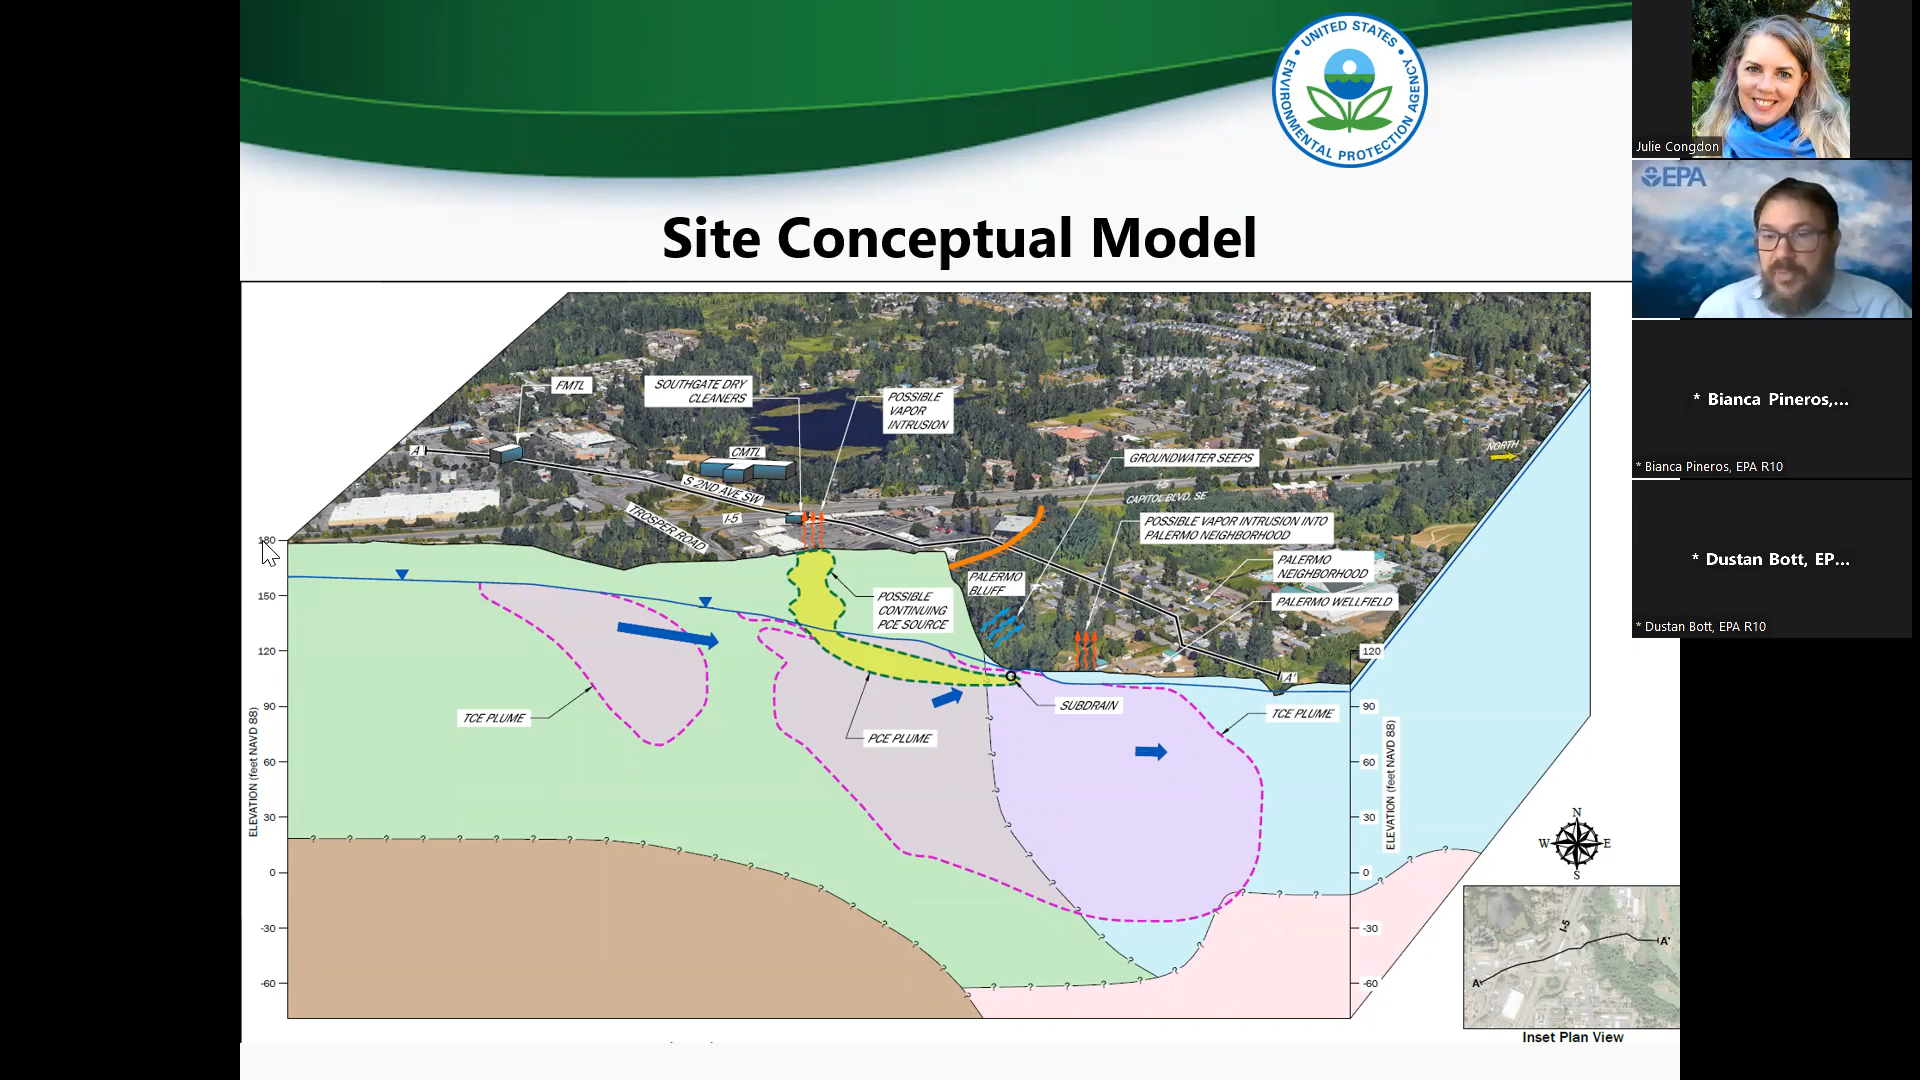 UNITED STATES
ENVIRONMENTAL PROTECTION AGENCY
Site Conceptual Model
FMTL
SOUTHGATE DRY
CLEANERS
POSSIBLE
VAPOR
INTRUSION
A
CMTL
S 2ND AVE SW
I-5
TROSPER ROAD
GROUNDWATER SEEPS
I-5
CAPITOL BLVD. SE
NORTH
POSSIBLE VAPOR INTRUSION INTO
PALERMO NEIGHBORHOOD
PALERMO
NEIGHBORHOOD
PALERMO WELLFIELD
PALERMO
BLUFF
POSSIBLE
CONTINUING
PCE SOURCE
A'
SUBDRAIN
TCE PLUME
PCE PLUME
TCE PLUME
180
150
120
90
60
30
0
-30
-60
ELEVATION (feet NAVD 88)
120
90
60
30
0
-30
-60
ELEVATION (feet NAVD 88)
? ? ? ? ? ? ? ? ? ? ? ? ? ? ? ? ? ?
N
W E
S
I-5
A
A'
Inset Plan View
Julie Congdon
EPA
* Bianca Pineros,...
* Bianca Pineros, EPA R10
* Dustan Bott, EP...
* Dustan Bott, EPA R10